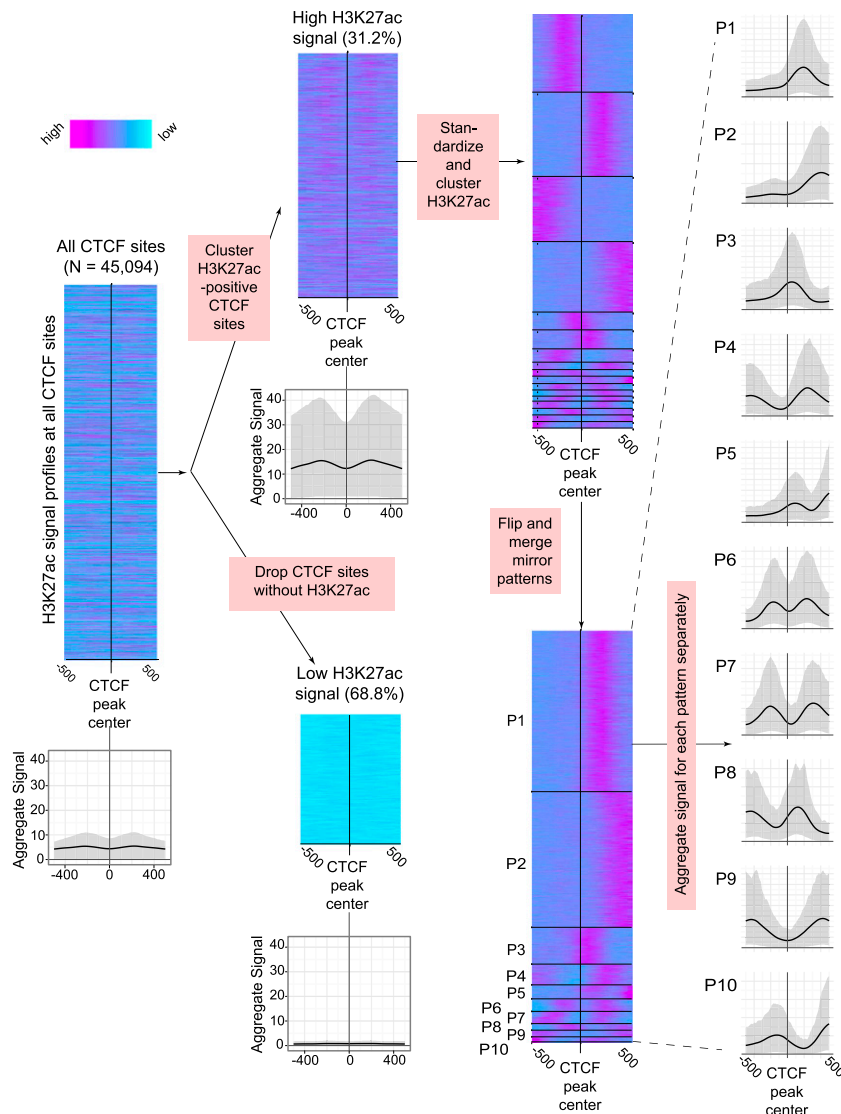 High H3K27ac
signal (31.2%)
high
low
Stan-
dardize
and
cluster
H3K27ac
All CTCF sites
(N = 45,094)
Cluster
H3K27ac
-positive
CTCF
sites
H3K27ac signal profiles at all CTCF sites
-500
500
CTCF
peak
center
-500
500
CTCF
peak
center
Aggregate Signal
40
30
20
10
0
-400
0
400
-500
500
CTCF
peak
center
Flip and
merge
mirror
patterns
Drop CTCF sites
without H3K27ac
Low H3K27ac
signal (68.8%)
-500
500
CTCF
peak
center
Aggregate Signal
40
30
20
10
0
-400
0
400
Aggregate Signal
40
30
20
10
0
-400
0
400
P1
P2
P3
P4
P5
P6
P7
P8
P9
P10
-500
500
CTCF
peak
center
Aggregate signal for each pattern separately
P1
P2
P3
P4
P5
P6
P7
P8
P9
P10
-500
500
CTCF
peak
center